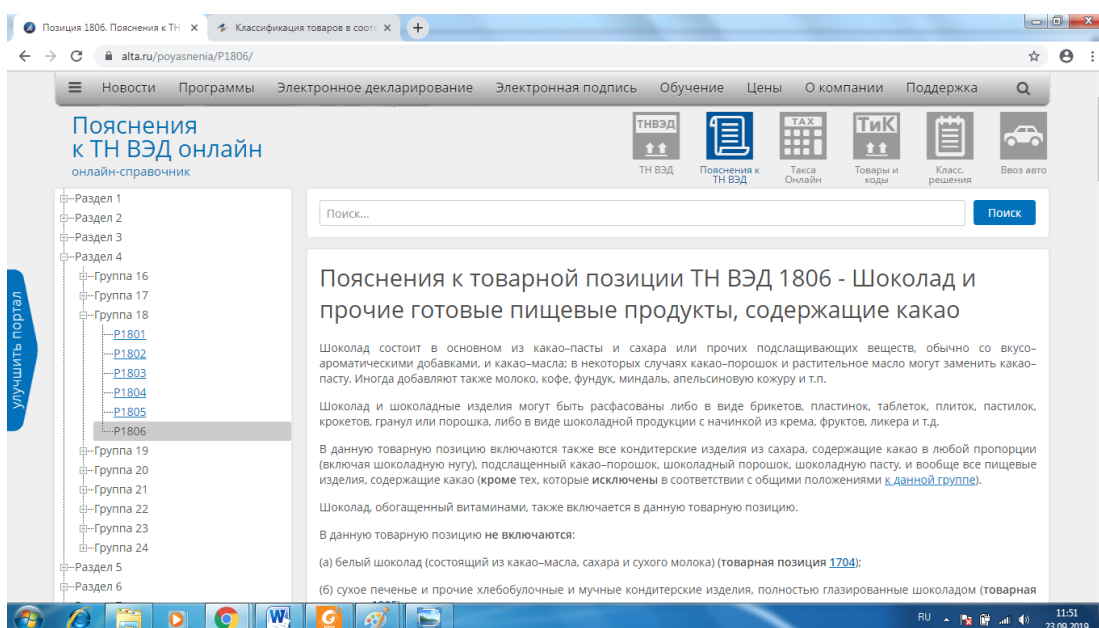 Позиция 1806. Пояснения к ТН
Классификация товаров в соотв
alta.ru/poyasnenia/P1806/
Новости Программы Электронное декларирование Электронная подпись Обучение Цены О компании Поддержка
Пояснения
к ТН ВЭД онлайн
онлайн-справочник
ТНВЭД
TAX
ТиК
ТН ВЭД
Пояснения к
ТН ВЭД
Такса
Онлайн
Товары и
коды
Класс.
решения
Ввоз авто
улучшить портал
Раздел 1
Раздел 2
Раздел 3
Раздел 4
Группа 16
Группа 17
Группа 18
P1801
P1802
P1803
P1804
P1805
P1806
Группа 19
Группа 20
Группа 21
Группа 22
Группа 23
Группа 24
Раздел 5
Раздел 6
Поиск...
Поиск
Пояснения к товарной позиции ТН ВЭД 1806 - Шоколад и
прочие готовые пищевые продукты, содержащие какао
Шоколад состоит в основном из какао–пасты и сахара или прочих подслащивающих веществ, обычно со вкусо–
ароматическими добавками, и какао–масла; в некоторых случаях какао–порошок и растительное масло могут заменить какао–
пасту. Иногда добавляют также молоко, кофе, фундук, миндаль, апельсиновую кожуру и т.п.
Шоколад и шоколадные изделия могут быть расфасованы либо в виде брикетов, пластинок, таблеток, плиток, пастилок,
крокетов, гранул или порошка, либо в виде шоколадной продукции с начинкой из крема, фруктов, ликера и т.д.
В данную товарную позицию включаются также все кондитерские изделия из сахара, содержащие какао в любой пропорции
(включая шоколадную нугу), подслащенный какао–порошок, шоколадный порошок, шоколадную пасту, и вообще все пищевые
изделия, содержащие какао (кроме тех, которые исключены в соответствии с общими положениями к данной группе).
Шоколад, обогащенный витаминами, также включается в данную товарную позицию.
В данную товарную позицию не включаются:
(а) белый шоколад (состоящий из какао–масла, сахара и сухого молока) (товарная позиция 1704);
(б) сухое печенье и прочие хлебобулочные и мучные кондитерские изделия, полностью глазированные шоколадом (товарная
RU
11:51
23.09.2019